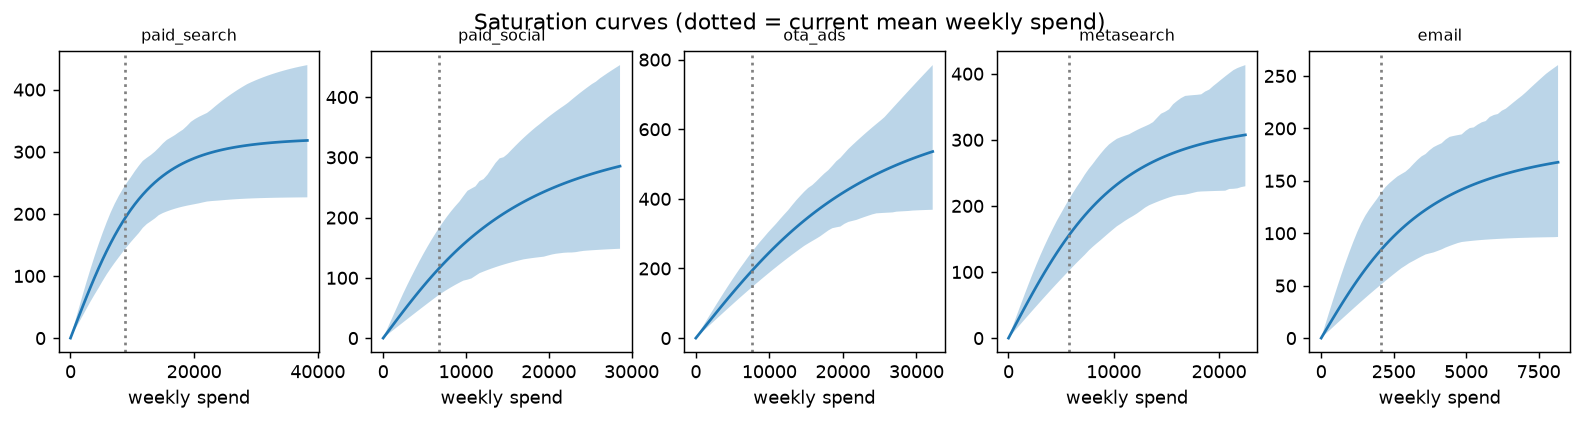 Saturation curves (dotted = current mean weekly spend)
paid_search
400
300
200
100
0
0 20000 40000
weekly spend
paid_social
400
300
200
100
0
0 10000 20000 30000
weekly spend
ota_ads
800
600
400
200
0
0 10000 20000 30000
weekly spend
metasearch
400
300
200
100
0
0 10000 20000
weekly spend
email
250
200
150
100
50
0
0 2500 5000 7500
weekly spend